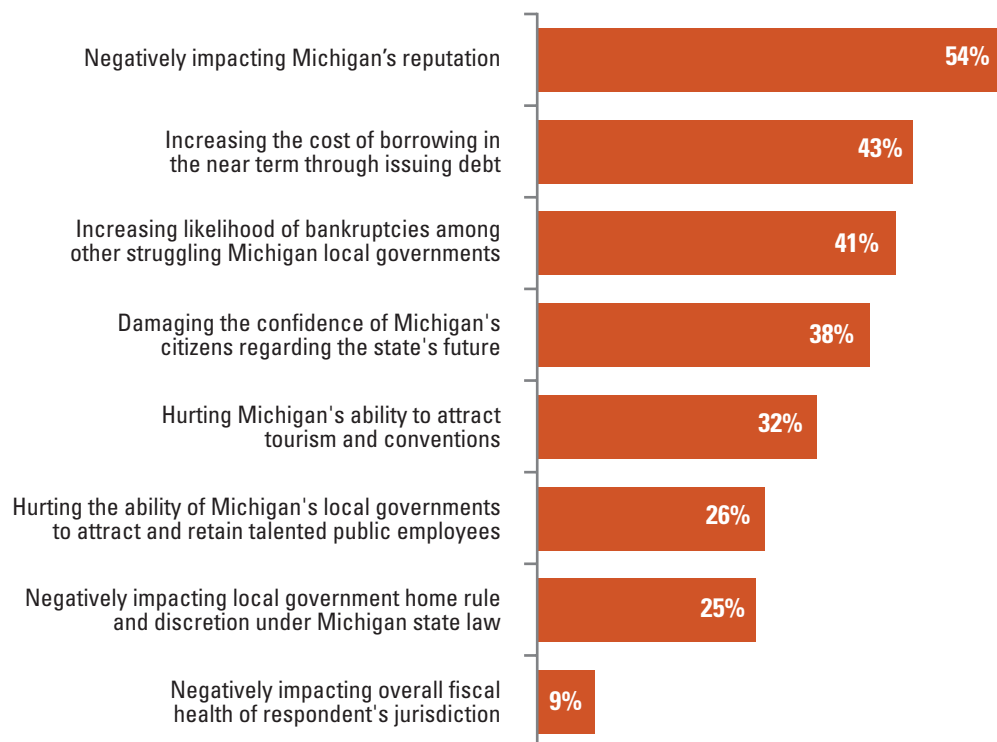 Negatively impacting Michigan’s reputation
54%
Increasing the cost of borrowing in
the near term through issuing debt
43%
Increasing likelihood of bankruptcies among
other struggling Michigan local governments
41%
Damaging the confidence of Michigan's
citizens regarding the state's future
38%
Hurting Michigan's ability to attract
tourism and conventions
32%
Hurting the ability of Michigan's local governments
to attract and retain talented public employees
26%
Negatively impacting local government home rule
and discretion under Michigan state law
25%
Negatively impacting overall fiscal
health of respondent's jurisdiction
9%